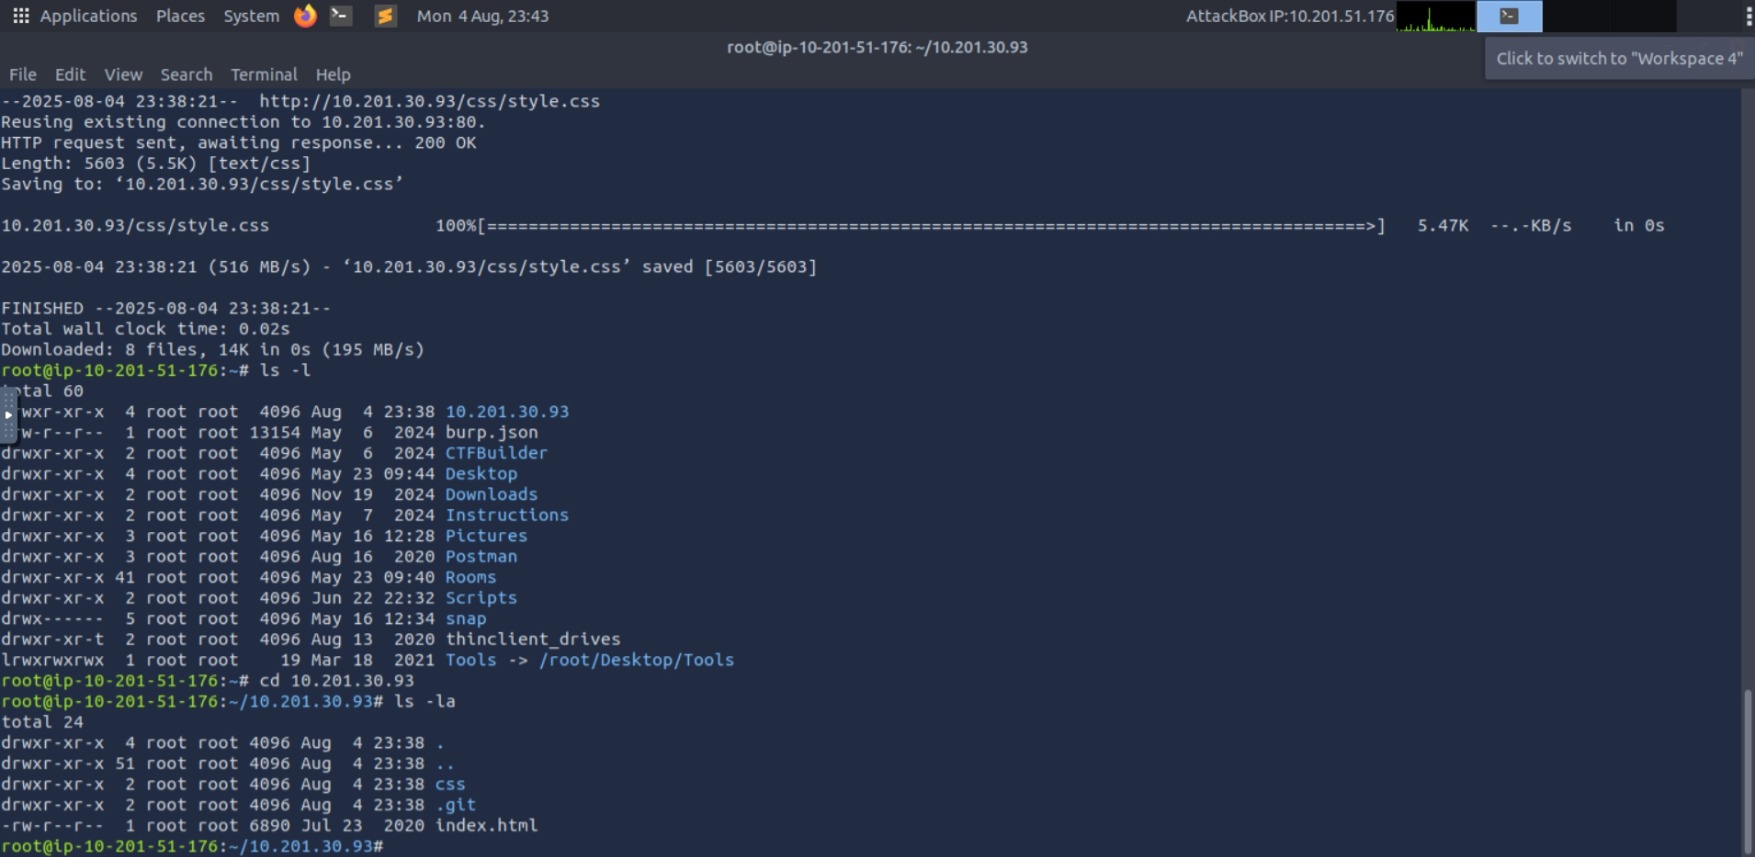 Applications Places System Mon 4 Aug, 23:43 AttackBox IP:10.201.51.176
root@ip-10-201-51-176: ~/10.201.30.93
Click to switch to "Workspace 4"
File Edit View Search Terminal Help
--2025-08-04 23:38:21-- http://10.201.30.93/css/style.css
Reusing existing connection to 10.201.30.93:80.
HTTP request sent, awaiting response... 200 OK
Length: 5603 (5.5K) [text/css]
Saving to: ‘10.201.30.93/css/style.css’
10.201.30.93/css/style.css 100%[=====================================================================================>] 5.47K --.-KB/s in 0s
2025-08-04 23:38:21 (516 MB/s) - ‘10.201.30.93/css/style.css’ saved [5603/5603]
FINISHED --2025-08-04 23:38:21--
Total wall clock time: 0.02s
Downloaded: 8 files, 14K in 0s (195 MB/s)
root@ip-10-201-51-176:~# ls -l
otal 60
rwxr-xr-x 4 root root 4096 Aug 4 23:38 10.201.30.93
w-r--r-- 1 root root 13154 May 6 2024 burp.json
drwxr-xr-x 2 root root 4096 May 6 2024 CTFBuilder
drwxr-xr-x 4 root root 4096 May 23 09:44 Desktop
drwxr-xr-x 2 root root 4096 Nov 19 2024 Downloads
drwxr-xr-x 2 root root 4096 May 7 2024 Instructions
drwxr-xr-x 3 root root 4096 May 16 12:28 Pictures
drwxr-xr-x 3 root root 4096 Aug 16 2020 Postman
drwxr-xr-x 41 root root 4096 May 23 09:40 Rooms
drwxr-xr-x 2 root root 4096 Jun 22 22:32 Scripts
drwx------ 5 root root 4096 May 16 12:34 snap
drwxr-xr-t 2 root root 4096 Aug 13 2020 thinclient_drives
lrwxrwxrwx 1 root root 19 Mar 18 2021 Tools -> /root/Desktop/Tools
root@ip-10-201-51-176:~# cd 10.201.30.93
root@ip-10-201-51-176:~/10.201.30.93# ls -la
total 24
drwxr-xr-x 4 root root 4096 Aug 4 23:38 .
drwxr-xr-x 51 root root 4096 Aug 4 23:38 ..
drwxr-xr-x 2 root root 4096 Aug 4 23:38 css
drwxr-xr-x 2 root root 4096 Aug 4 23:38 .git
-rw-r--r-- 1 root root 6890 Jul 23 2020 index.html
root@ip-10-201-51-176:~/10.201.30.93#